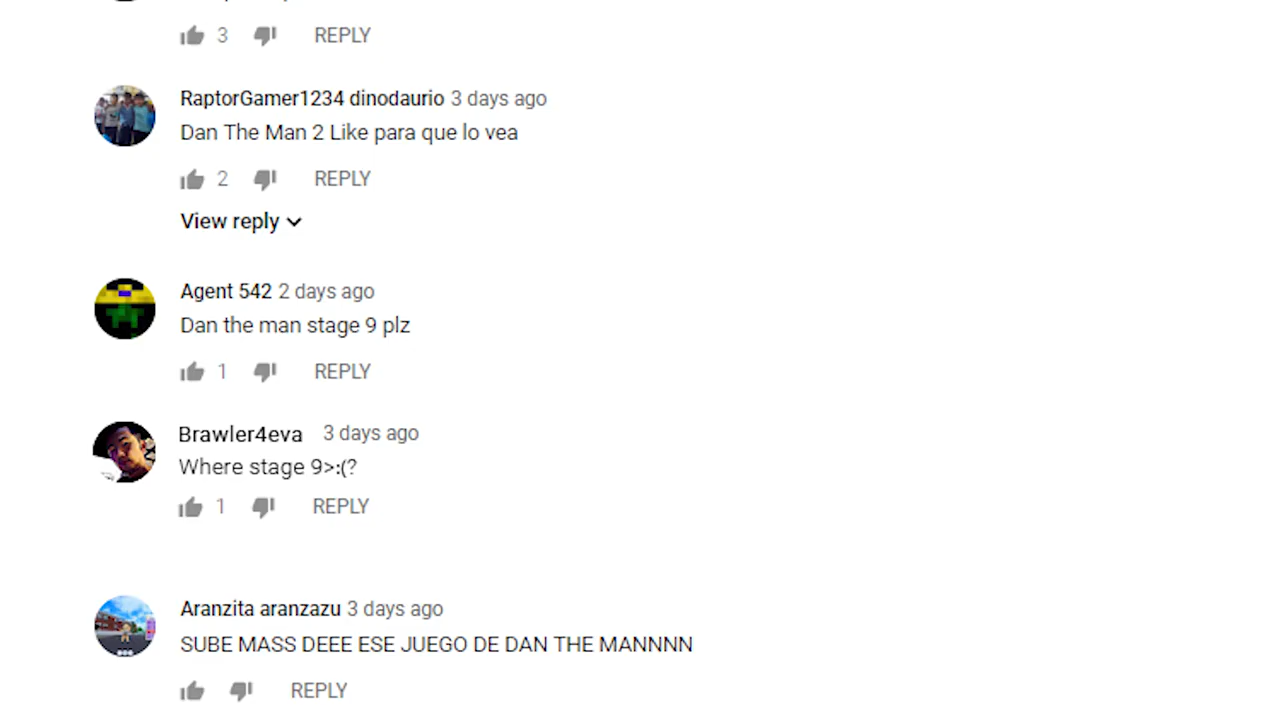 3 REPLY
RaptorGamer1234 dinodaurio 3 days ago
Dan The Man 2 Like para que lo vea
2 REPLY
View reply
Agent 542 2 days ago
Dan the man stage 9 plz
1 REPLY
Brawler4eva 3 days ago
Where stage 9>:(?
1 REPLY
Aranzita aranzazu 3 days ago
SUBE MASS DEEE ESE JUEGO DE DAN THE MANNNN
REPLY